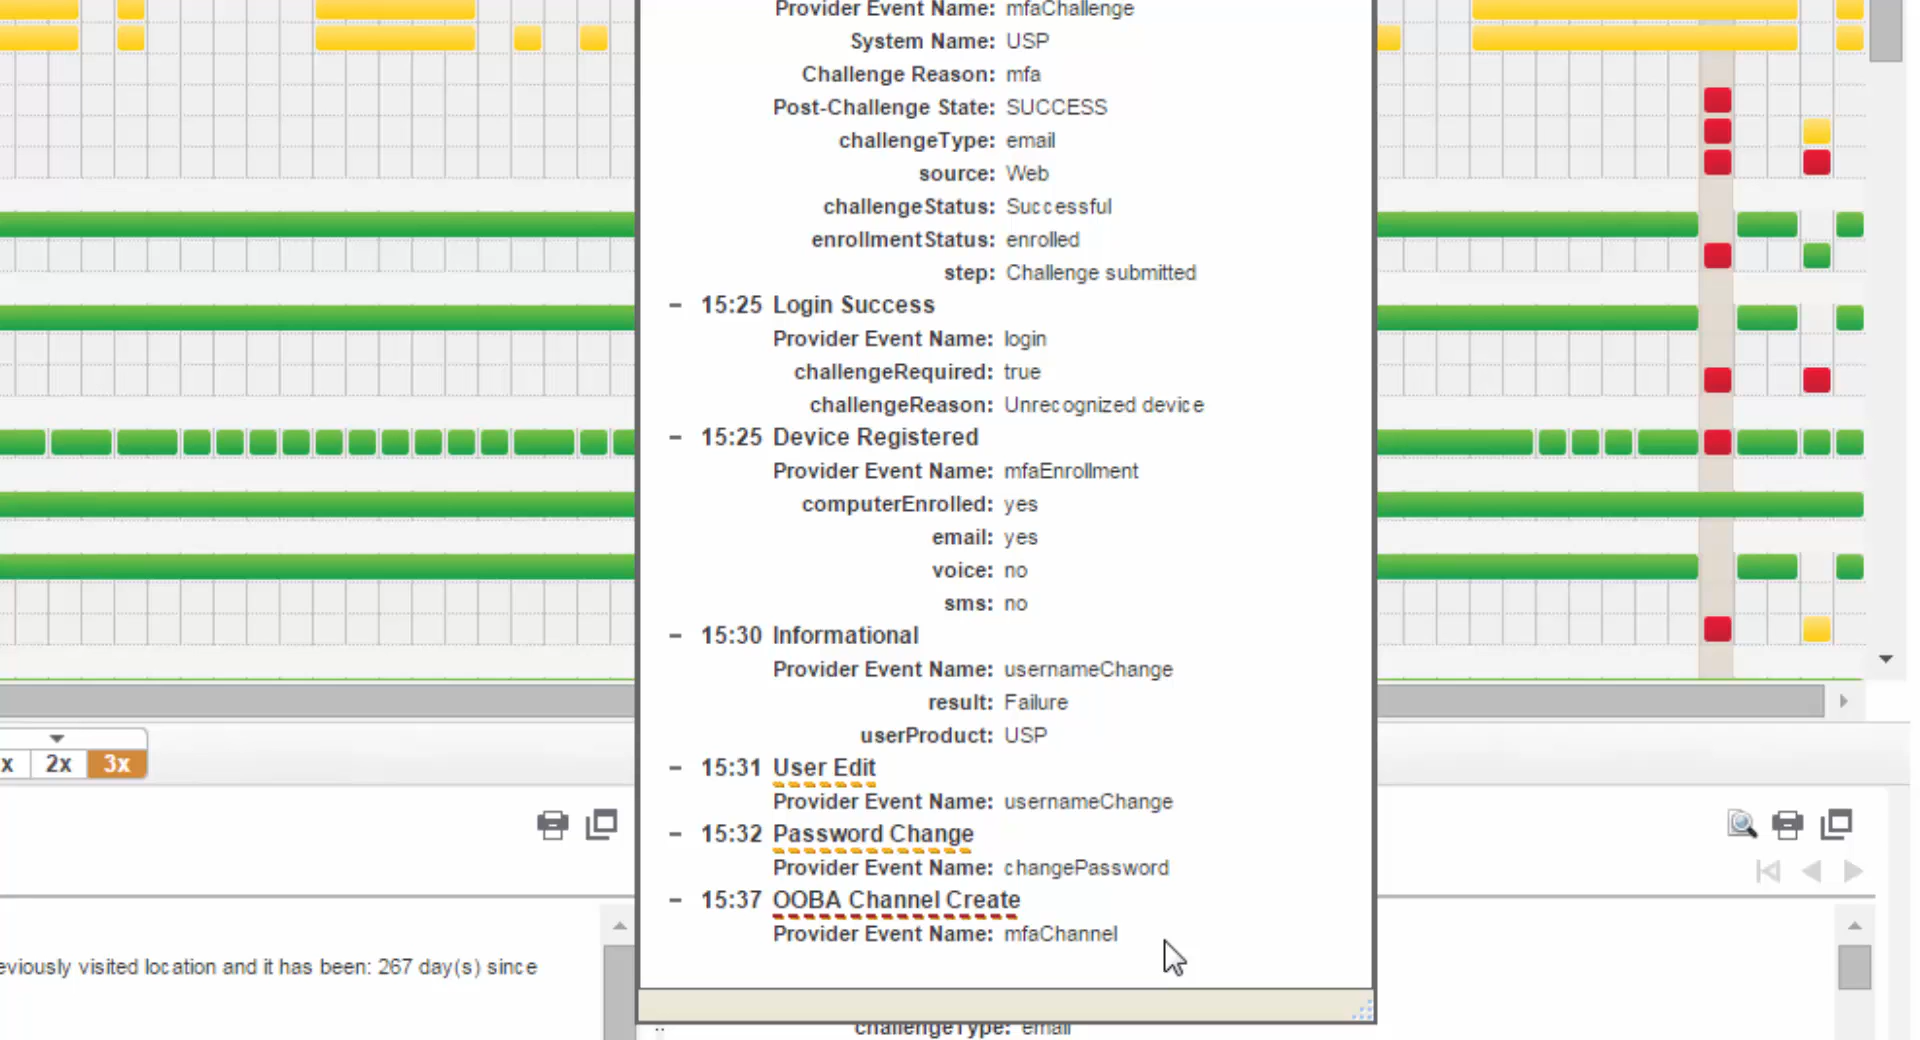 Provider Event Name: mfaChallenge
System Name: USP
Challenge Reason: mfa
Post-Challenge State: SUCCESS
challengeType: email
source: Web
challengeStatus: Successful
enrollmentStatus: enrolled
step: Challenge submitted
– 15:25 Login Success
Provider Event Name: login
challengeRequired: true
challengeReason: Unrecognized device
– 15:25 Device Registered
Provider Event Name: mfaEnrollment
computerEnrolled: yes
email: yes
voice: no
sms: no
– 15:30 Informational
Provider Event Name: usernameChange
result: Failure
userProduct: USP
– 15:31 User Edit
Provider Event Name: usernameChange
– 15:32 Password Change
Provider Event Name: changePassword
– 15:37 OOBA Channel Create
Provider Event Name: mfaChannel
x 2x 3x
eviously visited location and it has been: 267 day(s) since
challengeType: email